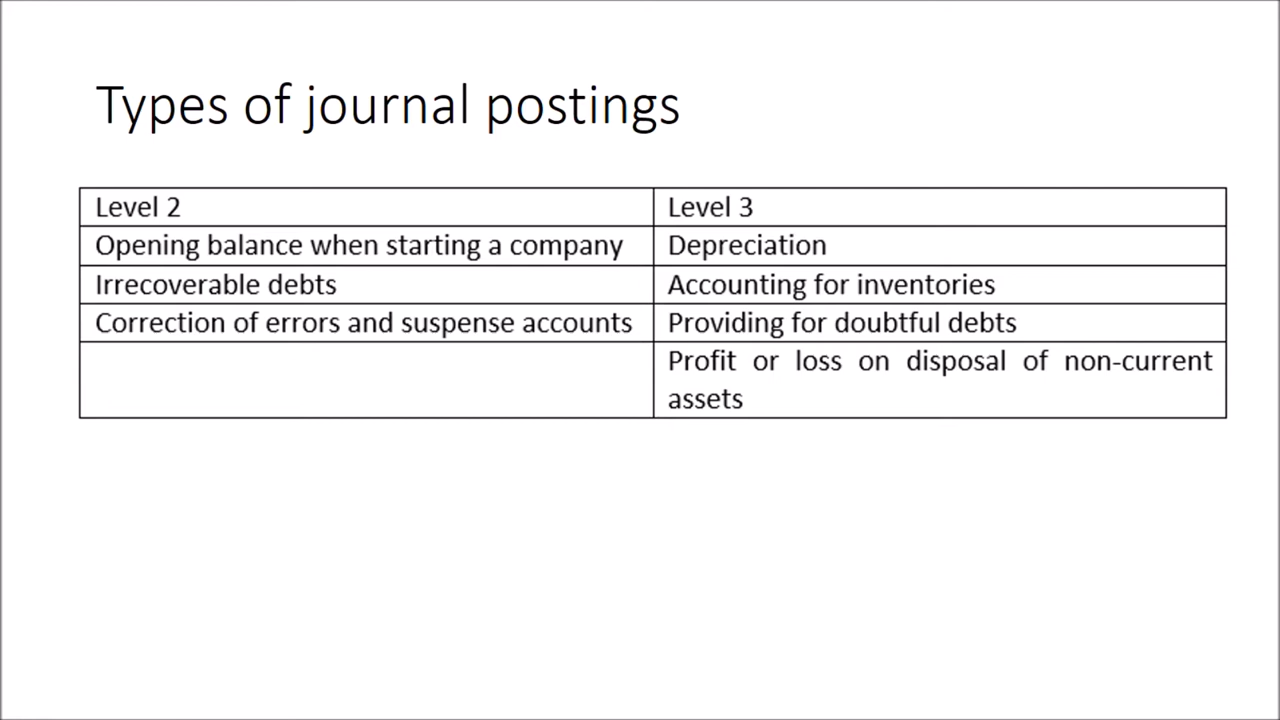 Types of journal postings
Level 2
Level 3
Opening balance when starting a company
Depreciation
Irrecoverable debts
Accounting for inventories
Correction of errors and suspense accounts
Providing for doubtful debts
Profit or loss on disposal of non-current
assets